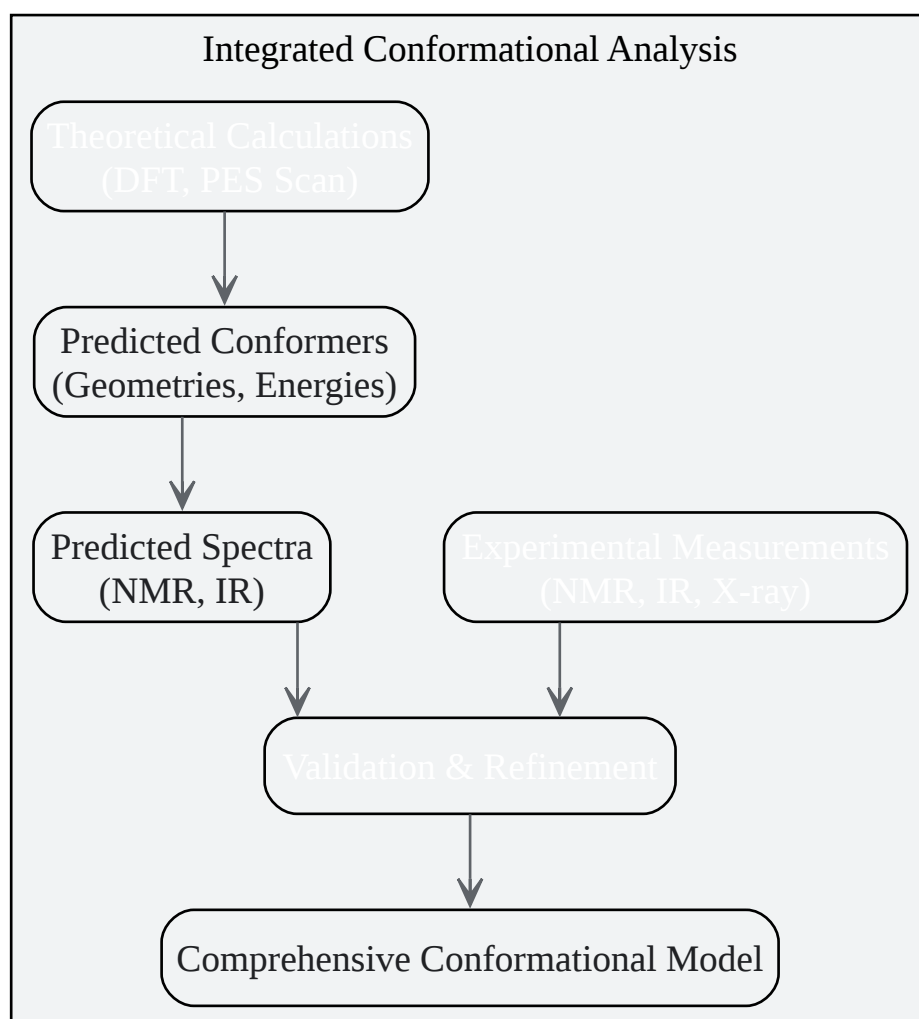 Integrated Conformational Analysis
Theoretical Calculations
(DFT, PES Scan)
Predicted Conformers
(Geometries, Energies)
Predicted Spectra
(NMR, IR)
Experimental Measurements
(NMR, IR, X-ray)
Validation & Refinement
Comprehensive Conformational Model